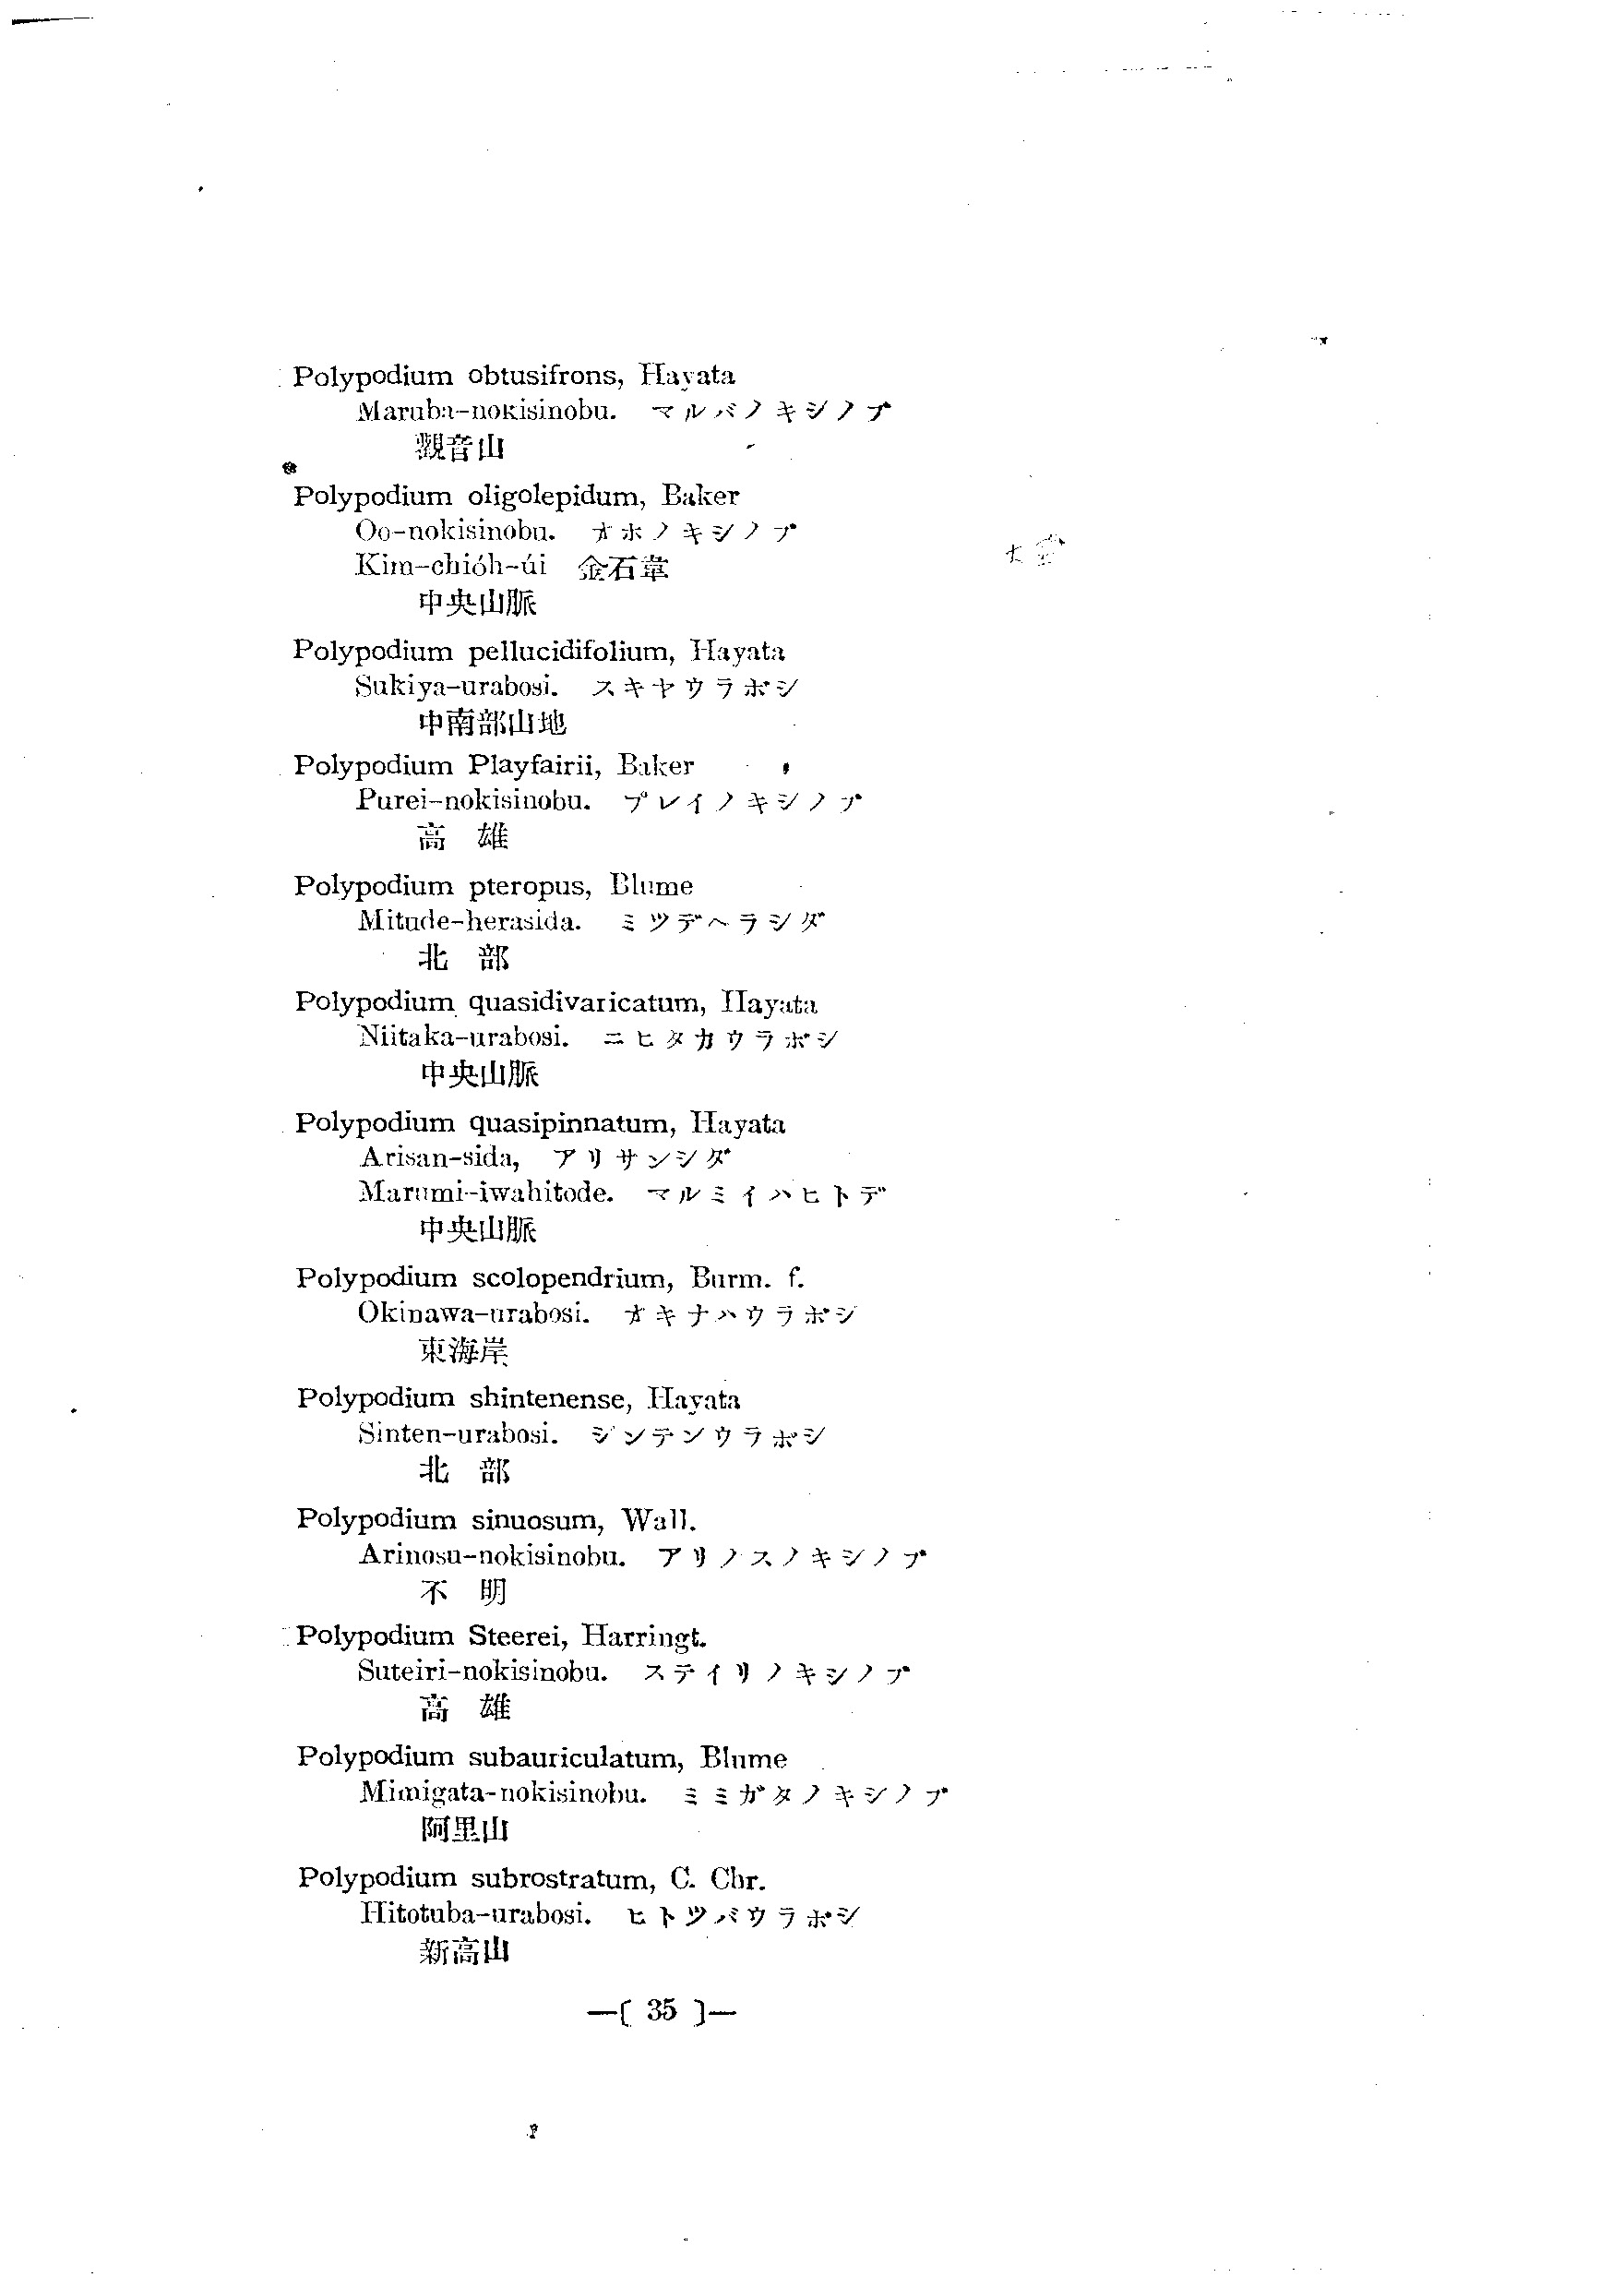 Polypodium obtusifrons, Hayata
Maruba-nokisinobu. マルバノキシノブ
觀音山
Polypodium oligolepidum, Baker
Oo-nokisinobu. オホノキシノブ
Kim-chióh-úi 金石韋
中央山脈
Polypodium pellucidifolium, Hayata
Sukiya-urabosi. スキヤウラボシ
中南部山地
Polypodium Playfairii, Baker
Purei-nokisinobu. プレイノキシノブ
高 雄
Polypodium pteropus, Blume
Mitude-herasida. ミツデヘラシダ
北 部
Polypodium quasidivaricatum, Hayata
Niitaka-urabosi. ニヒタカウラボシ
中央山脈
Polypodium quasipinnatum, Hayata
Arisan-sida, アリサンシダ
Marumi-iwahitode. マルミイハヒトデ
中央山脈
Polypodium scolopendrium, Burm. f.
Okinawa-urabosi. オキナハウラボシ
東海岸
Polypodium shintenense, Hayata
Sinten-urabosi. シンテンウラボシ
北 部
Polypodium sinuosum, Wall.
Arinosu-nokisinobu. アリノスノキシノブ
不 明
Polypodium Steerei, Harringt.
Suteiri-nokisinobu. ステイリノキシノブ
高 雄
Polypodium subauriculatum, Blume
Mimigata-nokisinobu. ミミガタノキシノブ
阿里山
Polypodium subrostratum, C. Chr.
Hitotuba-urabosi. ヒトツバウラボシ
新高山
—( 35 )—